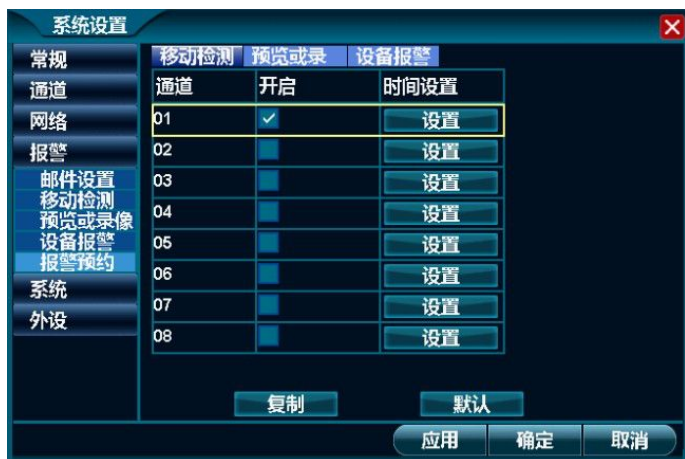 系统设置
常规
通道
网络
报警
邮件设置
移动检测
预览或录像
设备报警
报警预约
系统
外设
移动检测 预览或录 设备报警
通道 开启 时间设置
01 设置
02 设置
03 设置
04 设置
05 设置
06 设置
07 设置
08 设置
复制 默认
应用 确定 取消